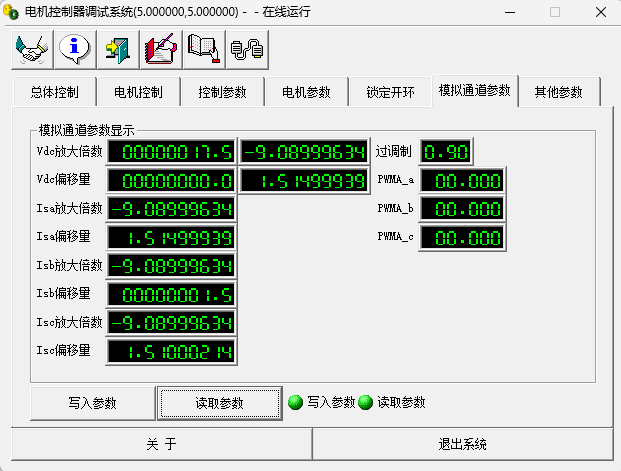 电机控制器调试系统(5.000000,5.000000) - - 在线运行
总体控制 电机控制 控制参数 电机参数 锁定开环 模拟通道参数 其他参数
模拟通道参数显示
Vdc放大倍数 00000017.5 -9.08999634 过调制 0.90
Vdc偏移量 00000000.0 1.51499939 PWMA_a 00.000
Isa放大倍数 -9.08999634 PWMA_b 00.000
Isa偏移量 1.51499939 PWMA_c 00.000
Isb放大倍数 -9.08999634
Isb偏移量 00000001.5
Isc放大倍数 -9.08999634
Isc偏移量 1.51000214
写入参数 读取参数 写入参数 读取参数
关 于 退出系统